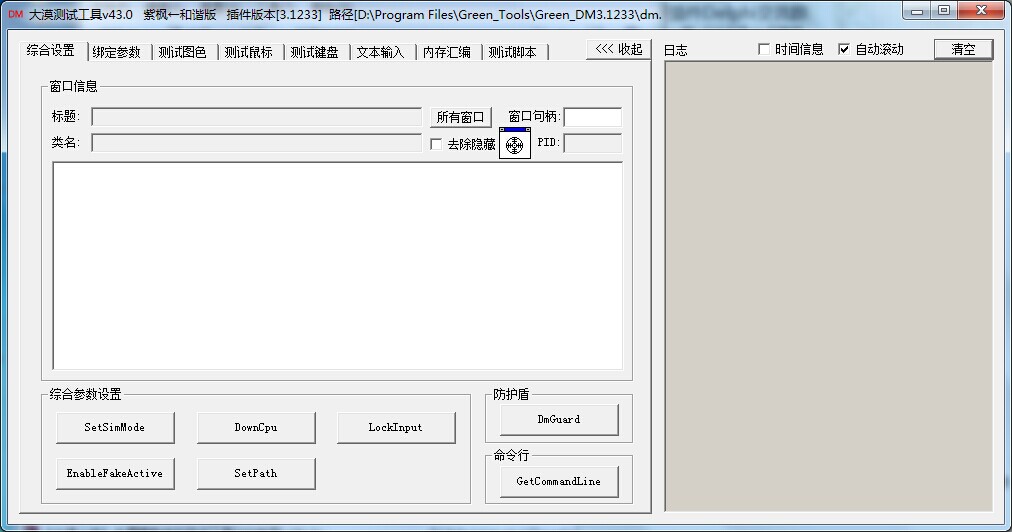 DM 大漠测试工具v43.0 紫枫←和谐版 插件版本[3.1233] 路径[D:\Program Files\Green_Tools\Green_DM3.1233\dm.
综合设置 绑定参数 测试图色 测试鼠标 测试键盘 文本输入 内存汇编 测试脚本 <<< 收起 日志 时间信息 自动滚动 清空
窗口信息
标题: 所有窗口 窗口句柄:
类名: 去除隐藏 PID:
综合参数设置 防护盾
SetSimMode DownCpu LockInput DmGuard
命令行
EnableFakeActive SetPath GetCommandLine